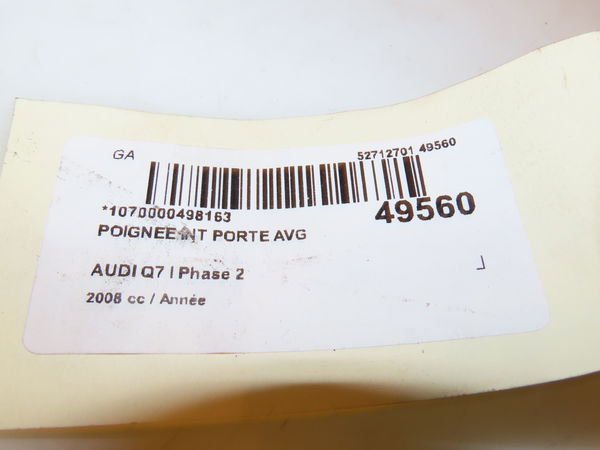 GA 52712701 49560
*1070000498163 49560
POIGNEE INT PORTE AVG
AUDI Q7 I Phase 2
2008 cc / Année